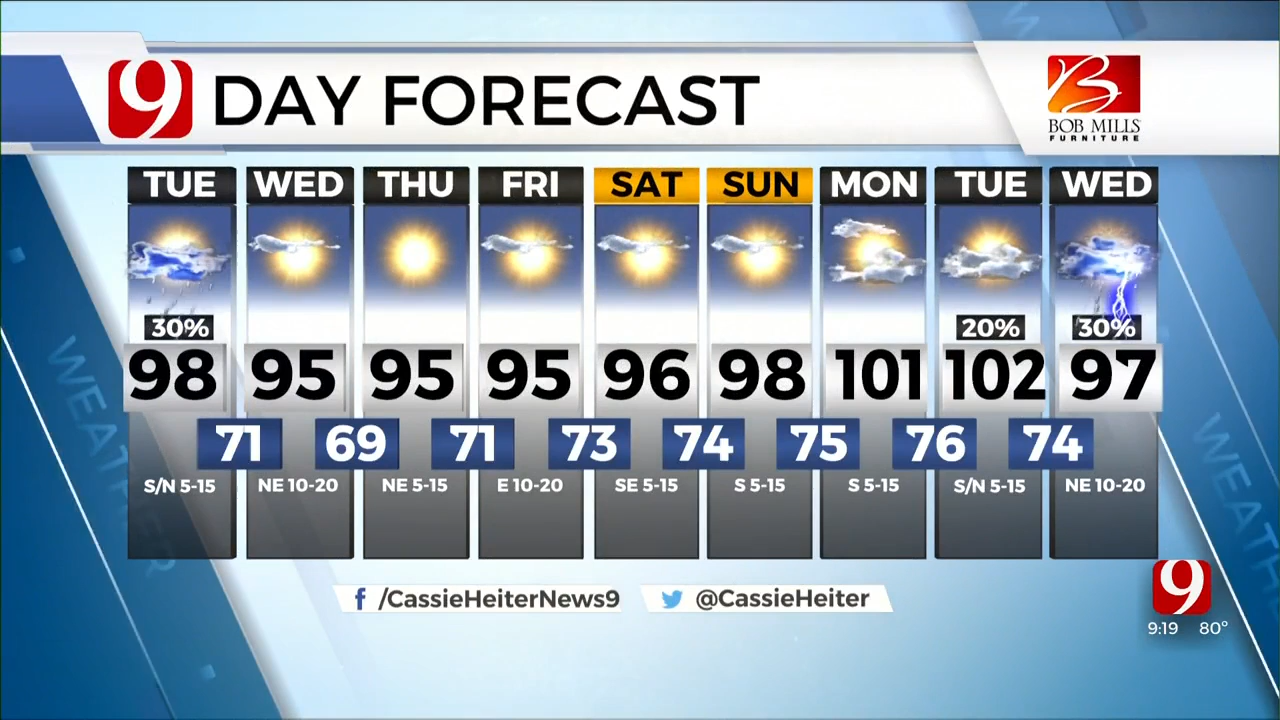 9 DAY FORECAST
BOB MILLS
FURNITURE
TUE WED THU FRI SAT SUN MON TUE WED
30% 20% 30%
98 95 95 95 96 98 101 102 97
71 69 71 73 74 75 76 74
S/N 5-15 NE 10-20 NE 5-15 E 10-20 SE 5-15 S 5-15 S 5-15 S/N 5-15 NE 10-20
/CassieHeiterNews9 @CassieHeiter
9
9:19 80°
WEATHER
WEATH